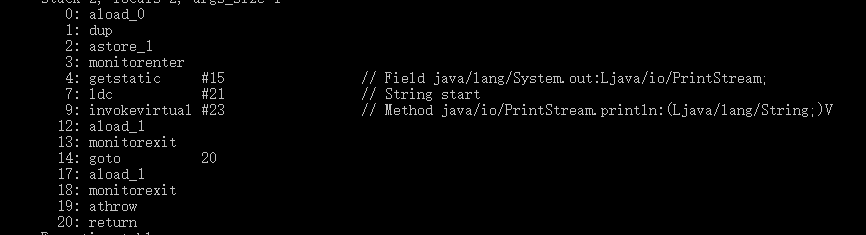 stack=2, locals=2, args_size=1
0: aload_0
1: dup
2: astore_1
3: monitorenter
4: getstatic #15 // Field java/lang/System.out:Ljava/io/PrintStream;
7: ldc #21 // String start
9: invokevirtual #23 // Method java/io/PrintStream.println:(Ljava/lang/String;)V
12: aload_1
13: monitorexit
14: goto 20
17: aload_1
18: monitorexit
19: athrow
20: return